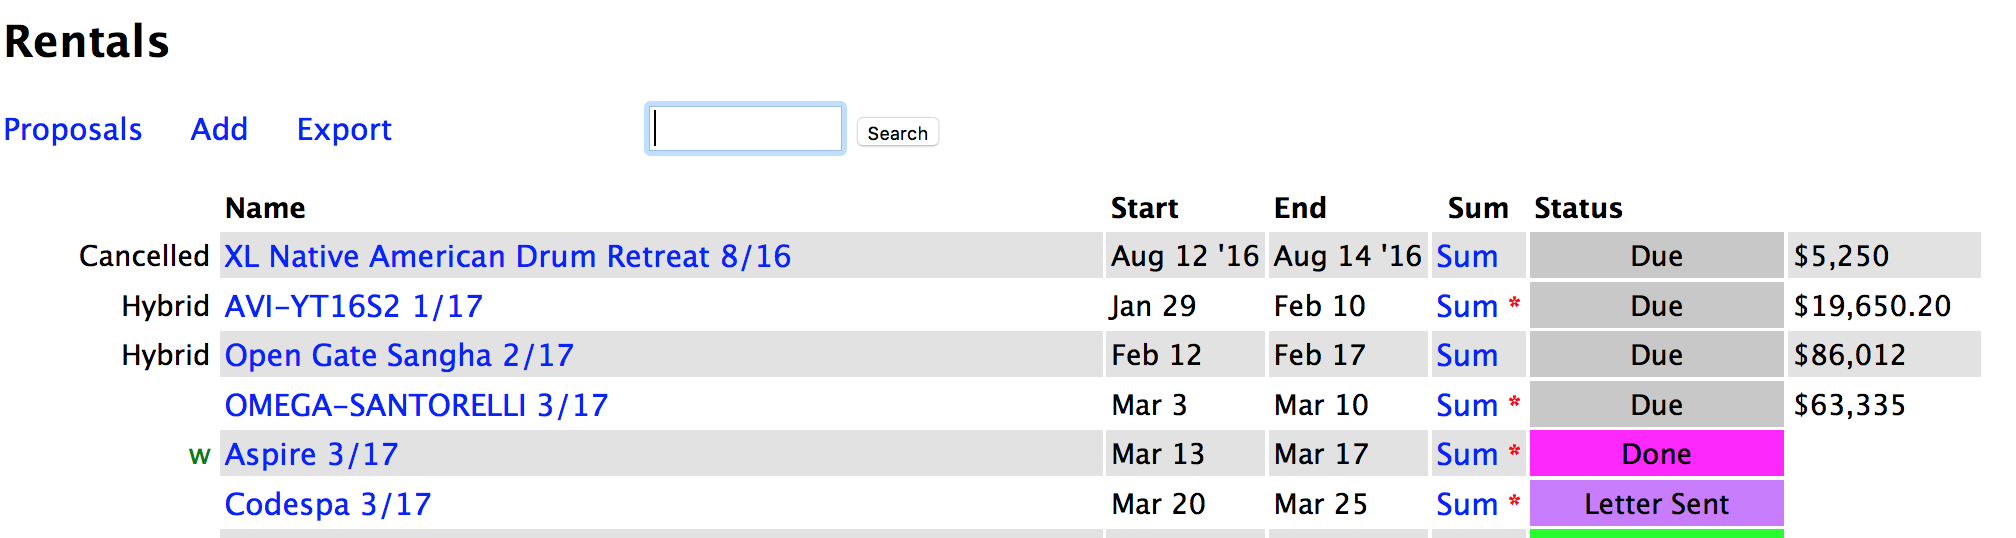 Rentals
Proposals Add Export Search
Name Start End Sum Status
Cancelled XL Native American Drum Retreat 8/16 Aug 12 '16 Aug 14 '16 Sum Due $5,250
Hybrid AVI-YT16S2 1/17 Jan 29 Feb 10 Sum * Due $19,650.20
Hybrid Open Gate Sangha 2/17 Feb 12 Feb 17 Sum Due $86,012
OMEGA-SANTORELLI 3/17 Mar 3 Mar 10 Sum * Due $63,335
w Aspire 3/17 Mar 13 Mar 17 Sum * Done
Codespa 3/17 Mar 20 Mar 25 Sum * Letter Sent